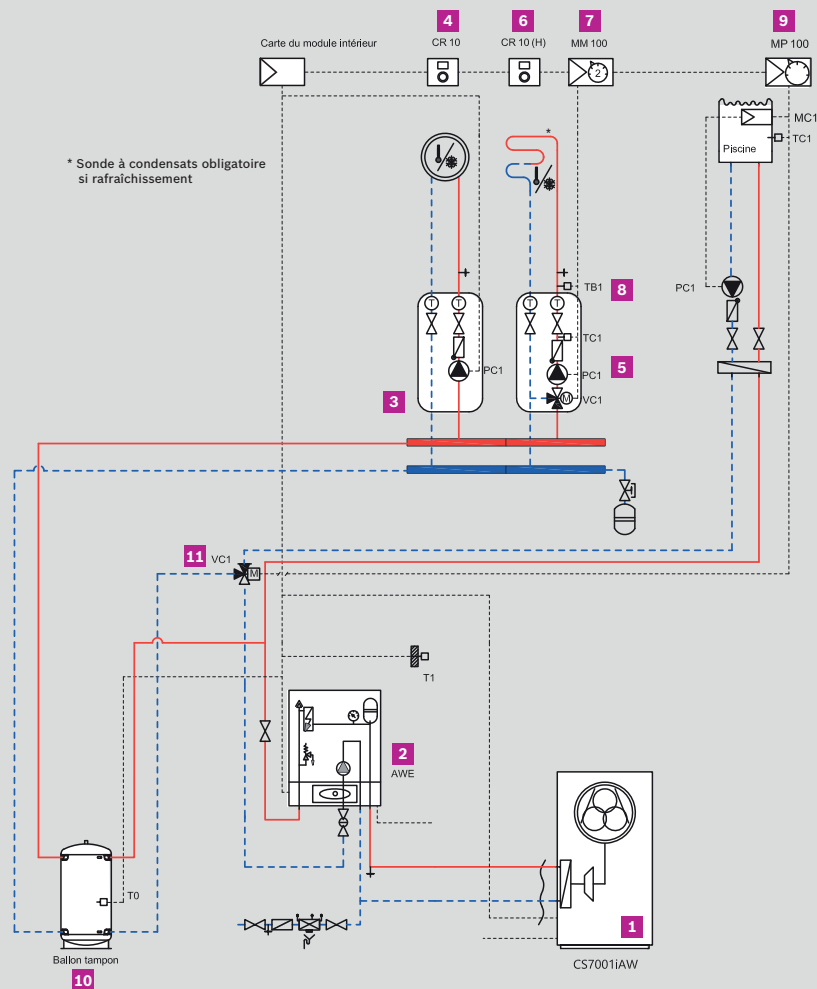 4
6
7
9
Carte du module intérieur
CR 10
CR 10 (H)
MM 100
MP 100
2
MC1
TC1
Piscine
*
* Sonde à condensats obligatoire
si rafraîchissement
T
T
T
T
TB1
8
TC1
PC1
PC1
PC1
5
3
M
VC1
11
VC1
M
T1
2
AWE
T0
1
Ballon tampon
CS7001iAW
10